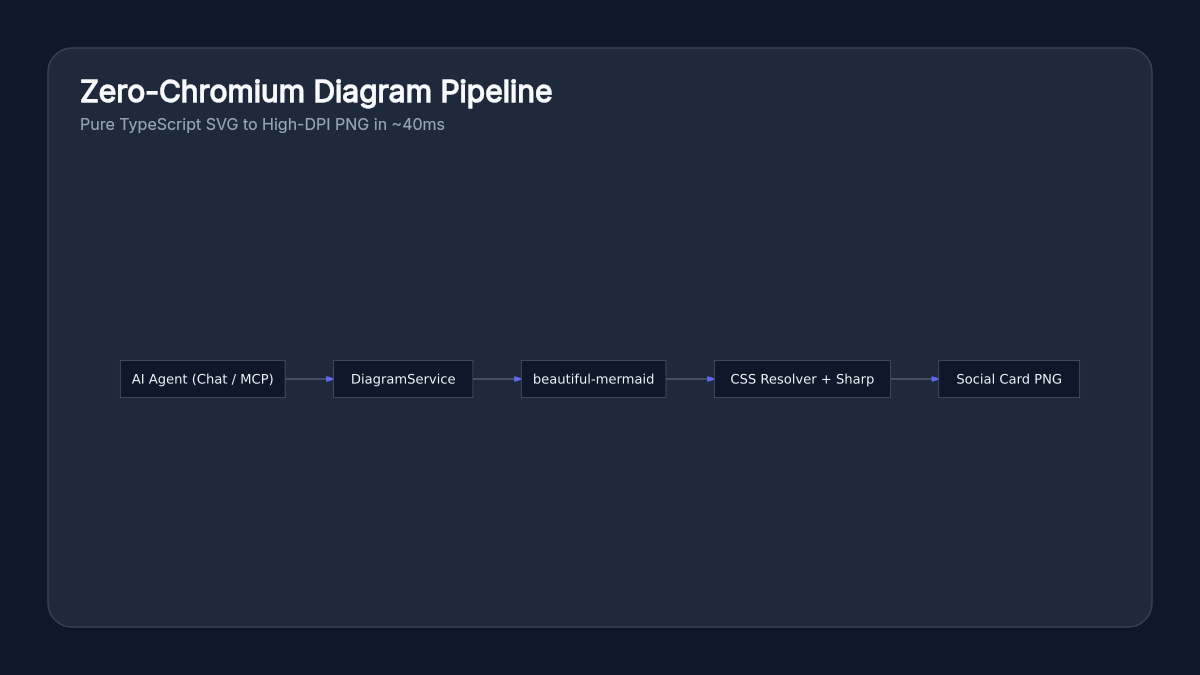 Zero-Chromium Diagram Pipeline
Pure TypeScript SVG to High-DPI PNG in ~40ms
AI Agent (Chat / MCP)
DiagramService
beautiful-mermaid
CSS Resolver + Sharp
Social Card PNG